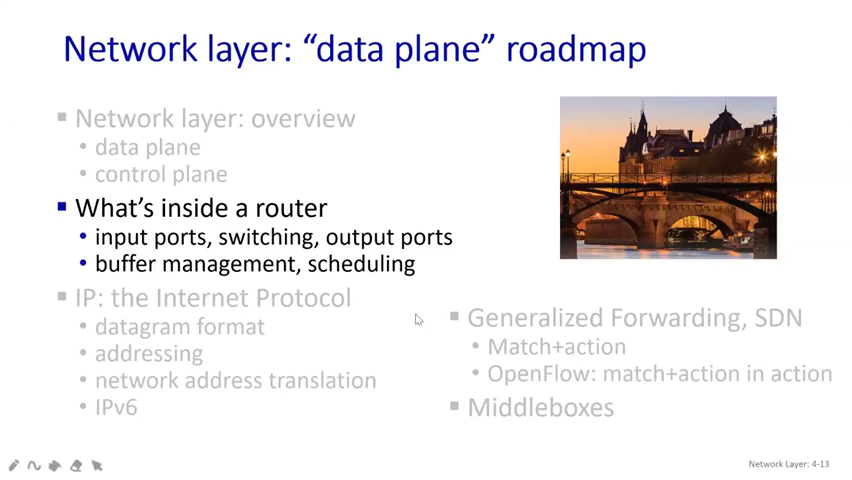 Network layer: “data plane” roadmap
▪ Network layer: overview
• data plane
• control plane
▪ What’s inside a router
• input ports, switching, output ports
• buffer management, scheduling
▪ IP: the Internet Protocol
• datagram format
• addressing
• network address translation
• IPv6
▪ Generalized Forwarding, SDN
• Match+action
• OpenFlow: match+action in action
▪ Middleboxes
Network Layer: 4-13